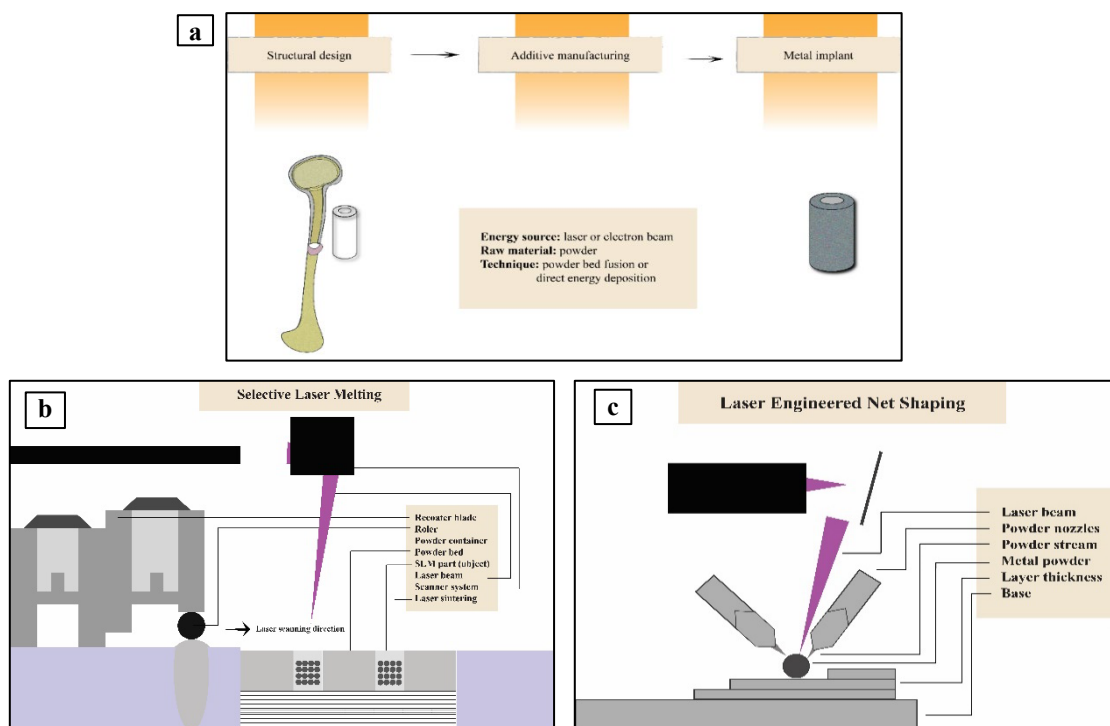 a
Structural design
Additive manufacturing
Metal implant
Energy source: laser or electron beam
Raw material: powder
Technique: powder bed fusion or
direct energy deposition
b
Selective Laser Melting
Recoater blade
Roler
Powder container
Powder bed
SLM part (object)
Laser beam
Scanner system
Laser sintering
Laser wanning direction
c
Laser Engineered Net Shaping
Laser beam
Powder nozzles
Powder stream
Metal powder
Layer thickness
Base